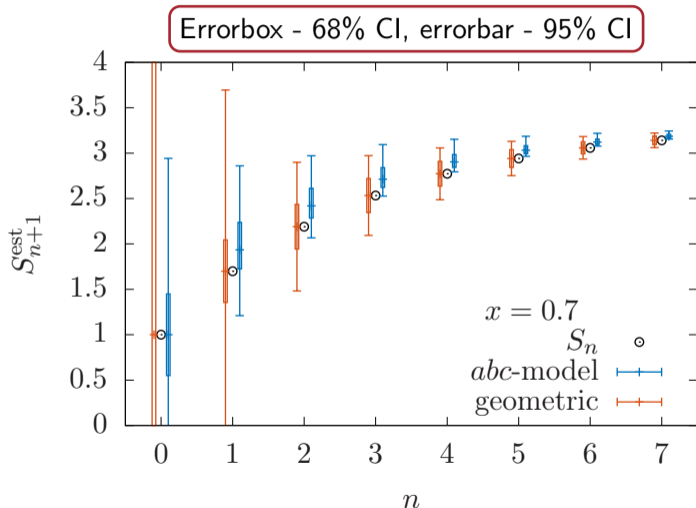 Errorbox - 68% CI, errorbar - 95% CI
4
3.5
3
2.5
2
1.5
1
0.5
0
S^est_{n+1}
x = 0.7
S_n
abc-model
geometric
0 1 2 3 4 5 6 7
n